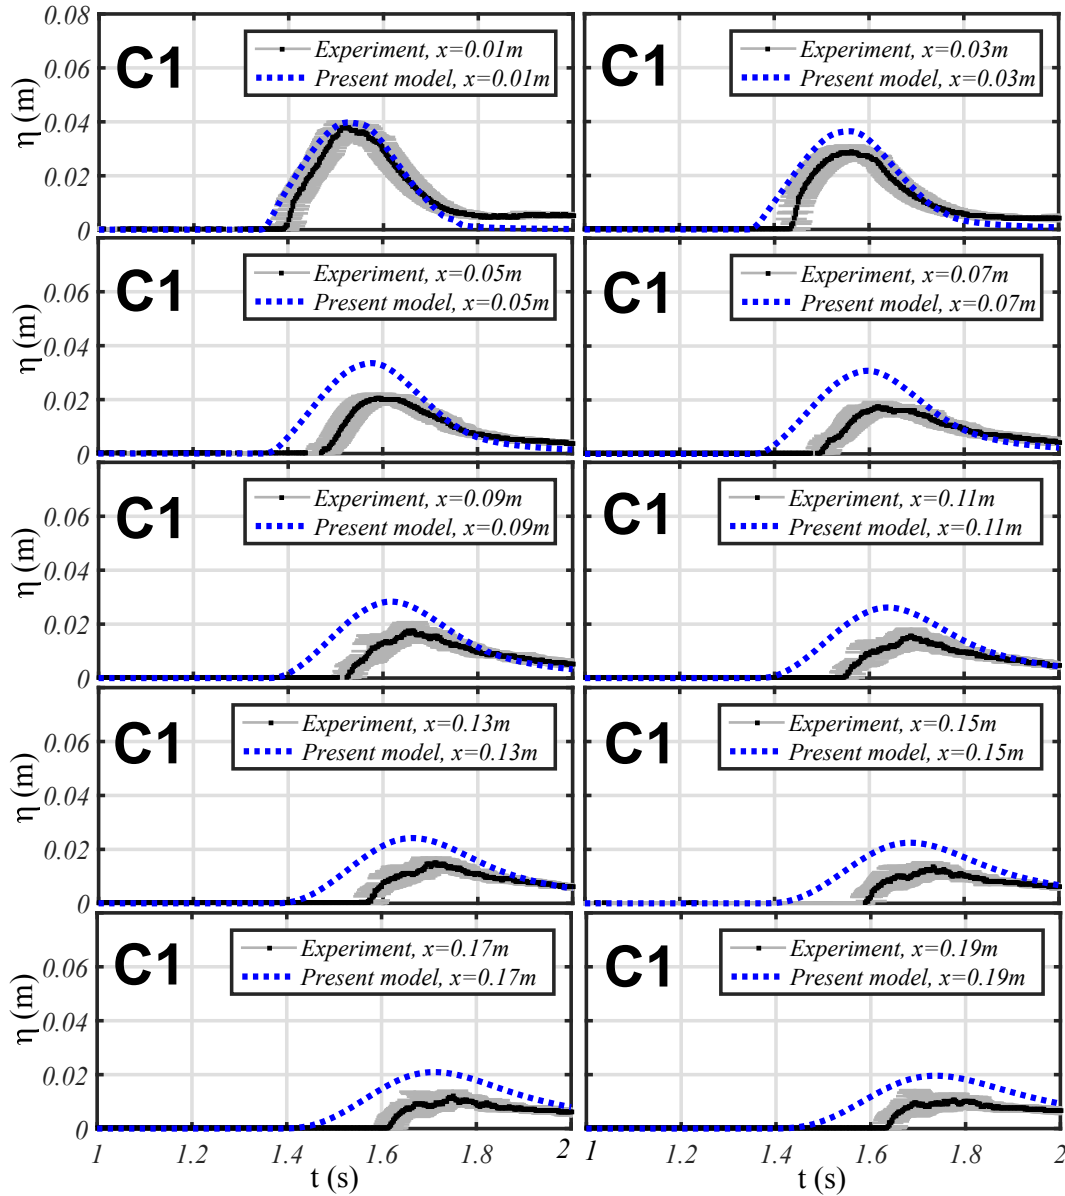 0.08
C1
Experiment, x=0.01m
Present model, x=0.01m
η (m)
0.06
0.04
0.02
0
C1
Experiment, x=0.03m
Present model, x=0.03m
C1
Experiment, x=0.05m
Present model, x=0.05m
η (m)
0.06
0.04
0.02
0
C1
Experiment, x=0.07m
Present model, x=0.07m
C1
Experiment, x=0.09m
Present model, x=0.09m
η (m)
0.06
0.04
0.02
0
C1
Experiment, x=0.11m
Present model, x=0.11m
C1
Experiment, x=0.13m
Present model, x=0.13m
η (m)
0.06
0.04
0.02
0
C1
Experiment, x=0.15m
Present model, x=0.15m
C1
Experiment, x=0.17m
Present model, x=0.17m
η (m)
0.06
0.04
0.02
0
C1
Experiment, x=0.19m
Present model, x=0.19m
1 1.2 1.4 1.6 1.8 2
t (s)
1 1.2 1.4 1.6 1.8 2
t (s)